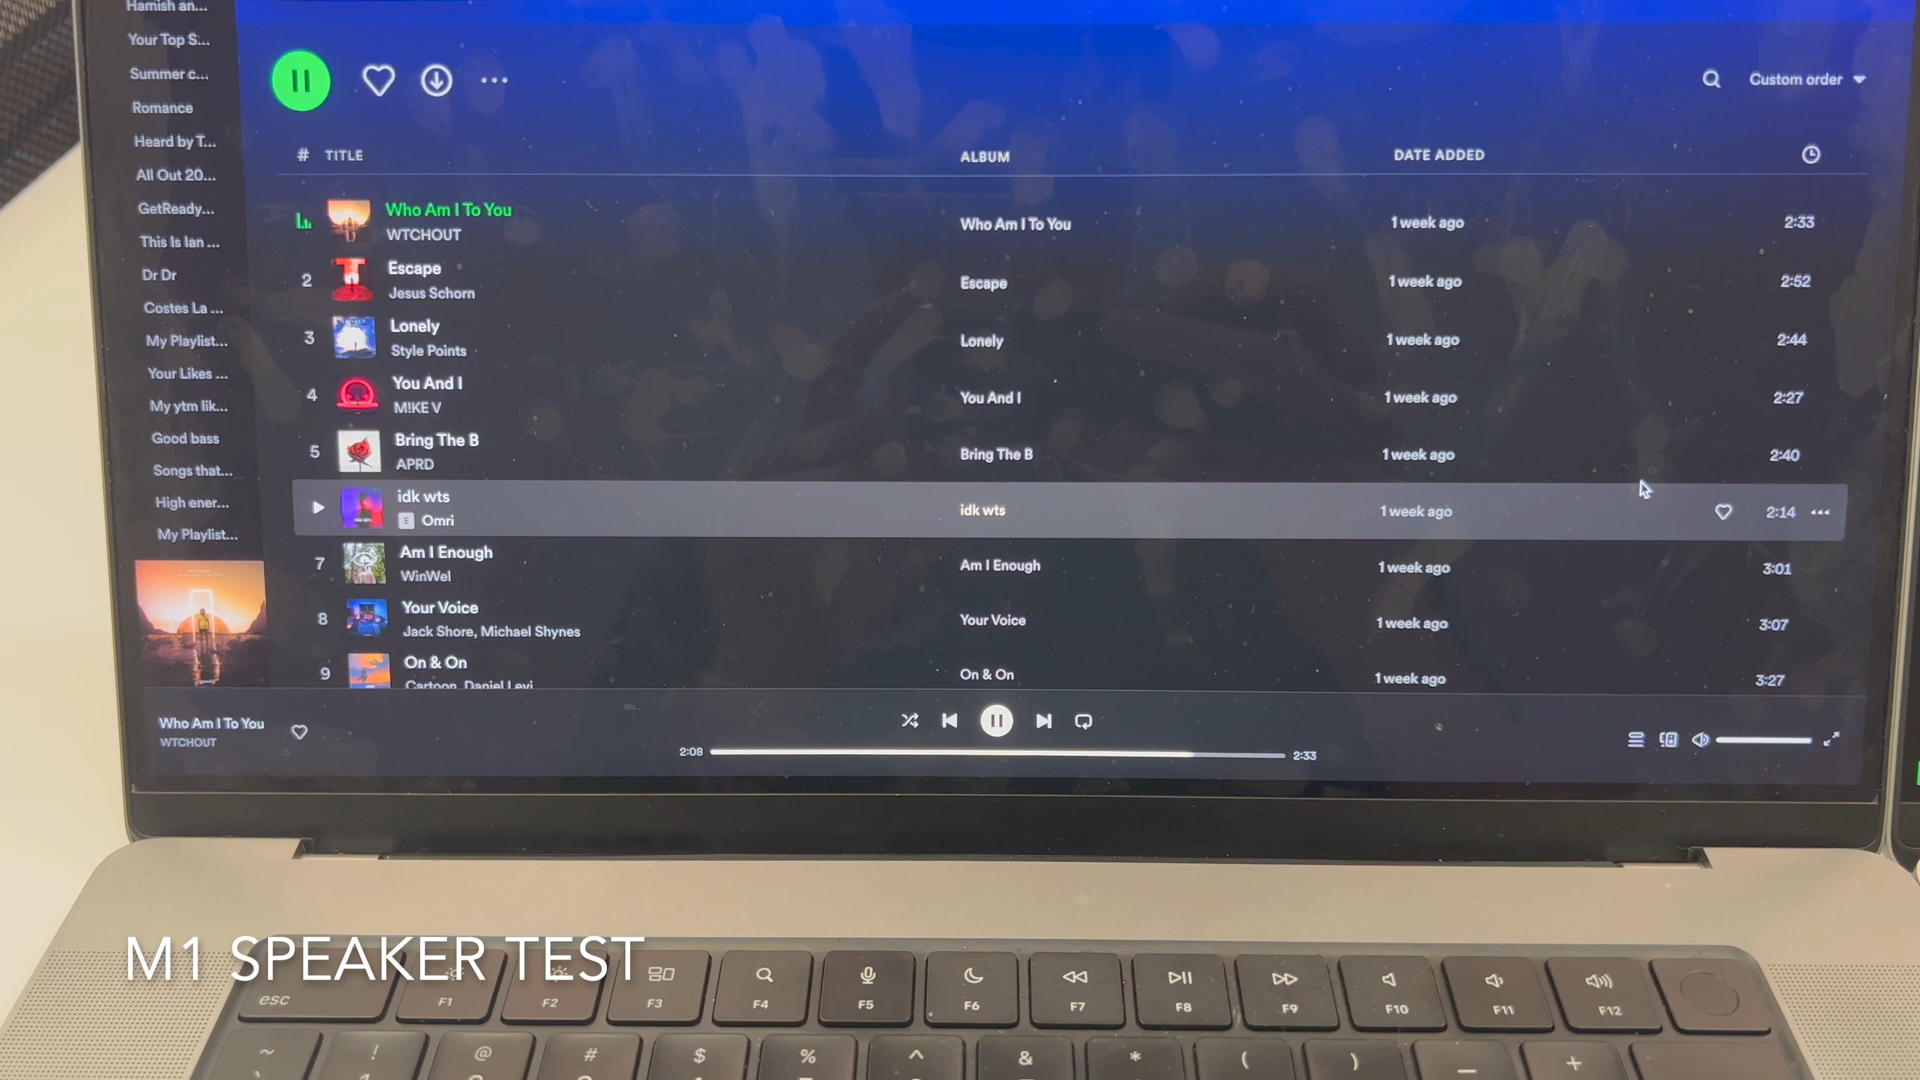 Hamish an...
Your Top S...
Summer c...
Romance
Heard by T...
All Out 20...
GetReady...
This Is Ian ...
Dr Dr
Costes La ...
My Playlist...
Your Likes ...
My ytm lik...
Good bass
Songs that...
High ener...
My Playlist...
Custom order
# TITLE ALBUM DATE ADDED
Who Am I To You Who Am I To You 1 week ago 2:33
WTCHOUT
2 Escape Escape 1 week ago 2:52
Jesus Schorn
3 Lonely Lonely 1 week ago 2:44
Style Points
4 You And I You And I 1 week ago 2:27
M!KE V
5 Bring The B Bring The B 1 week ago 2:40
APRD
idk wts idk wts 1 week ago 2:14
E Omri
7 Am I Enough Am I Enough 1 week ago 3:01
WinWel
8 Your Voice Your Voice 1 week ago 3:07
Jack Shore, Michael Shynes
9 On & On On & On 1 week ago 3:27
Cartoon, Daniel Levi
Who Am I To You
WTCHOUT
2:08 2:33
M1 SPEAKER TEST
esc F1 F2 F3 F4 F5 F6 F7 F8 F9 F10 F11 F12
~ ! @ # $ % ^ & * ( ) _ +